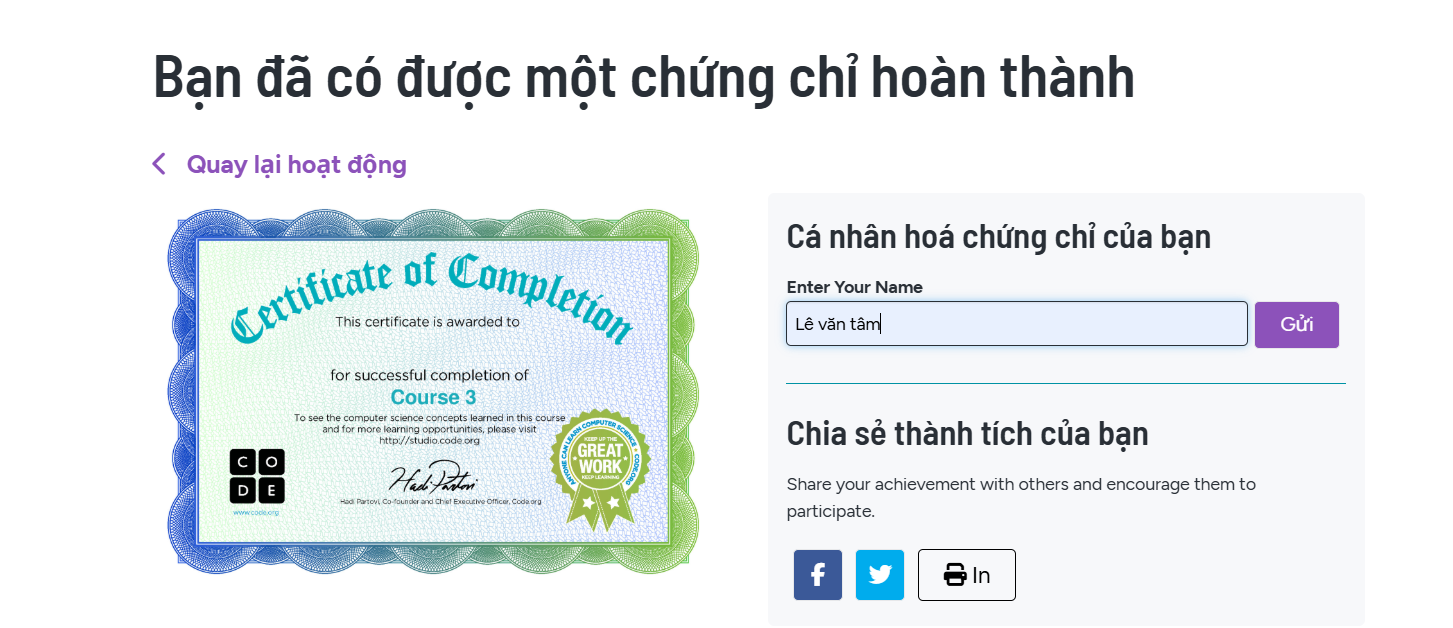 Bạn đã có được một chứng chỉ hoàn thành
Quay lại hoạt động
Certificate of Completion
This certificate is awarded to
for successful completion of
Course 3
To see the computer science concepts learned in this course
and for more learning opportunities, please visit
http://studio.code.org
C O
D E
www.code.org
Hadi Partovi
Hadi Partovi, Co-founder and Chief Executive Officer, Code.org
ANYONE CAN LEARN COMPUTER SCIENCE
CODE.ORG
KEEP UP THE
GREAT
WORK
KEEP LEARNING
Cá nhân hoá chứng chỉ của bạn
Enter Your Name
Lê văn tâm
Gửi
Chia sẻ thành tích của bạn
Share your achievement with others and encourage them to
participate.
In